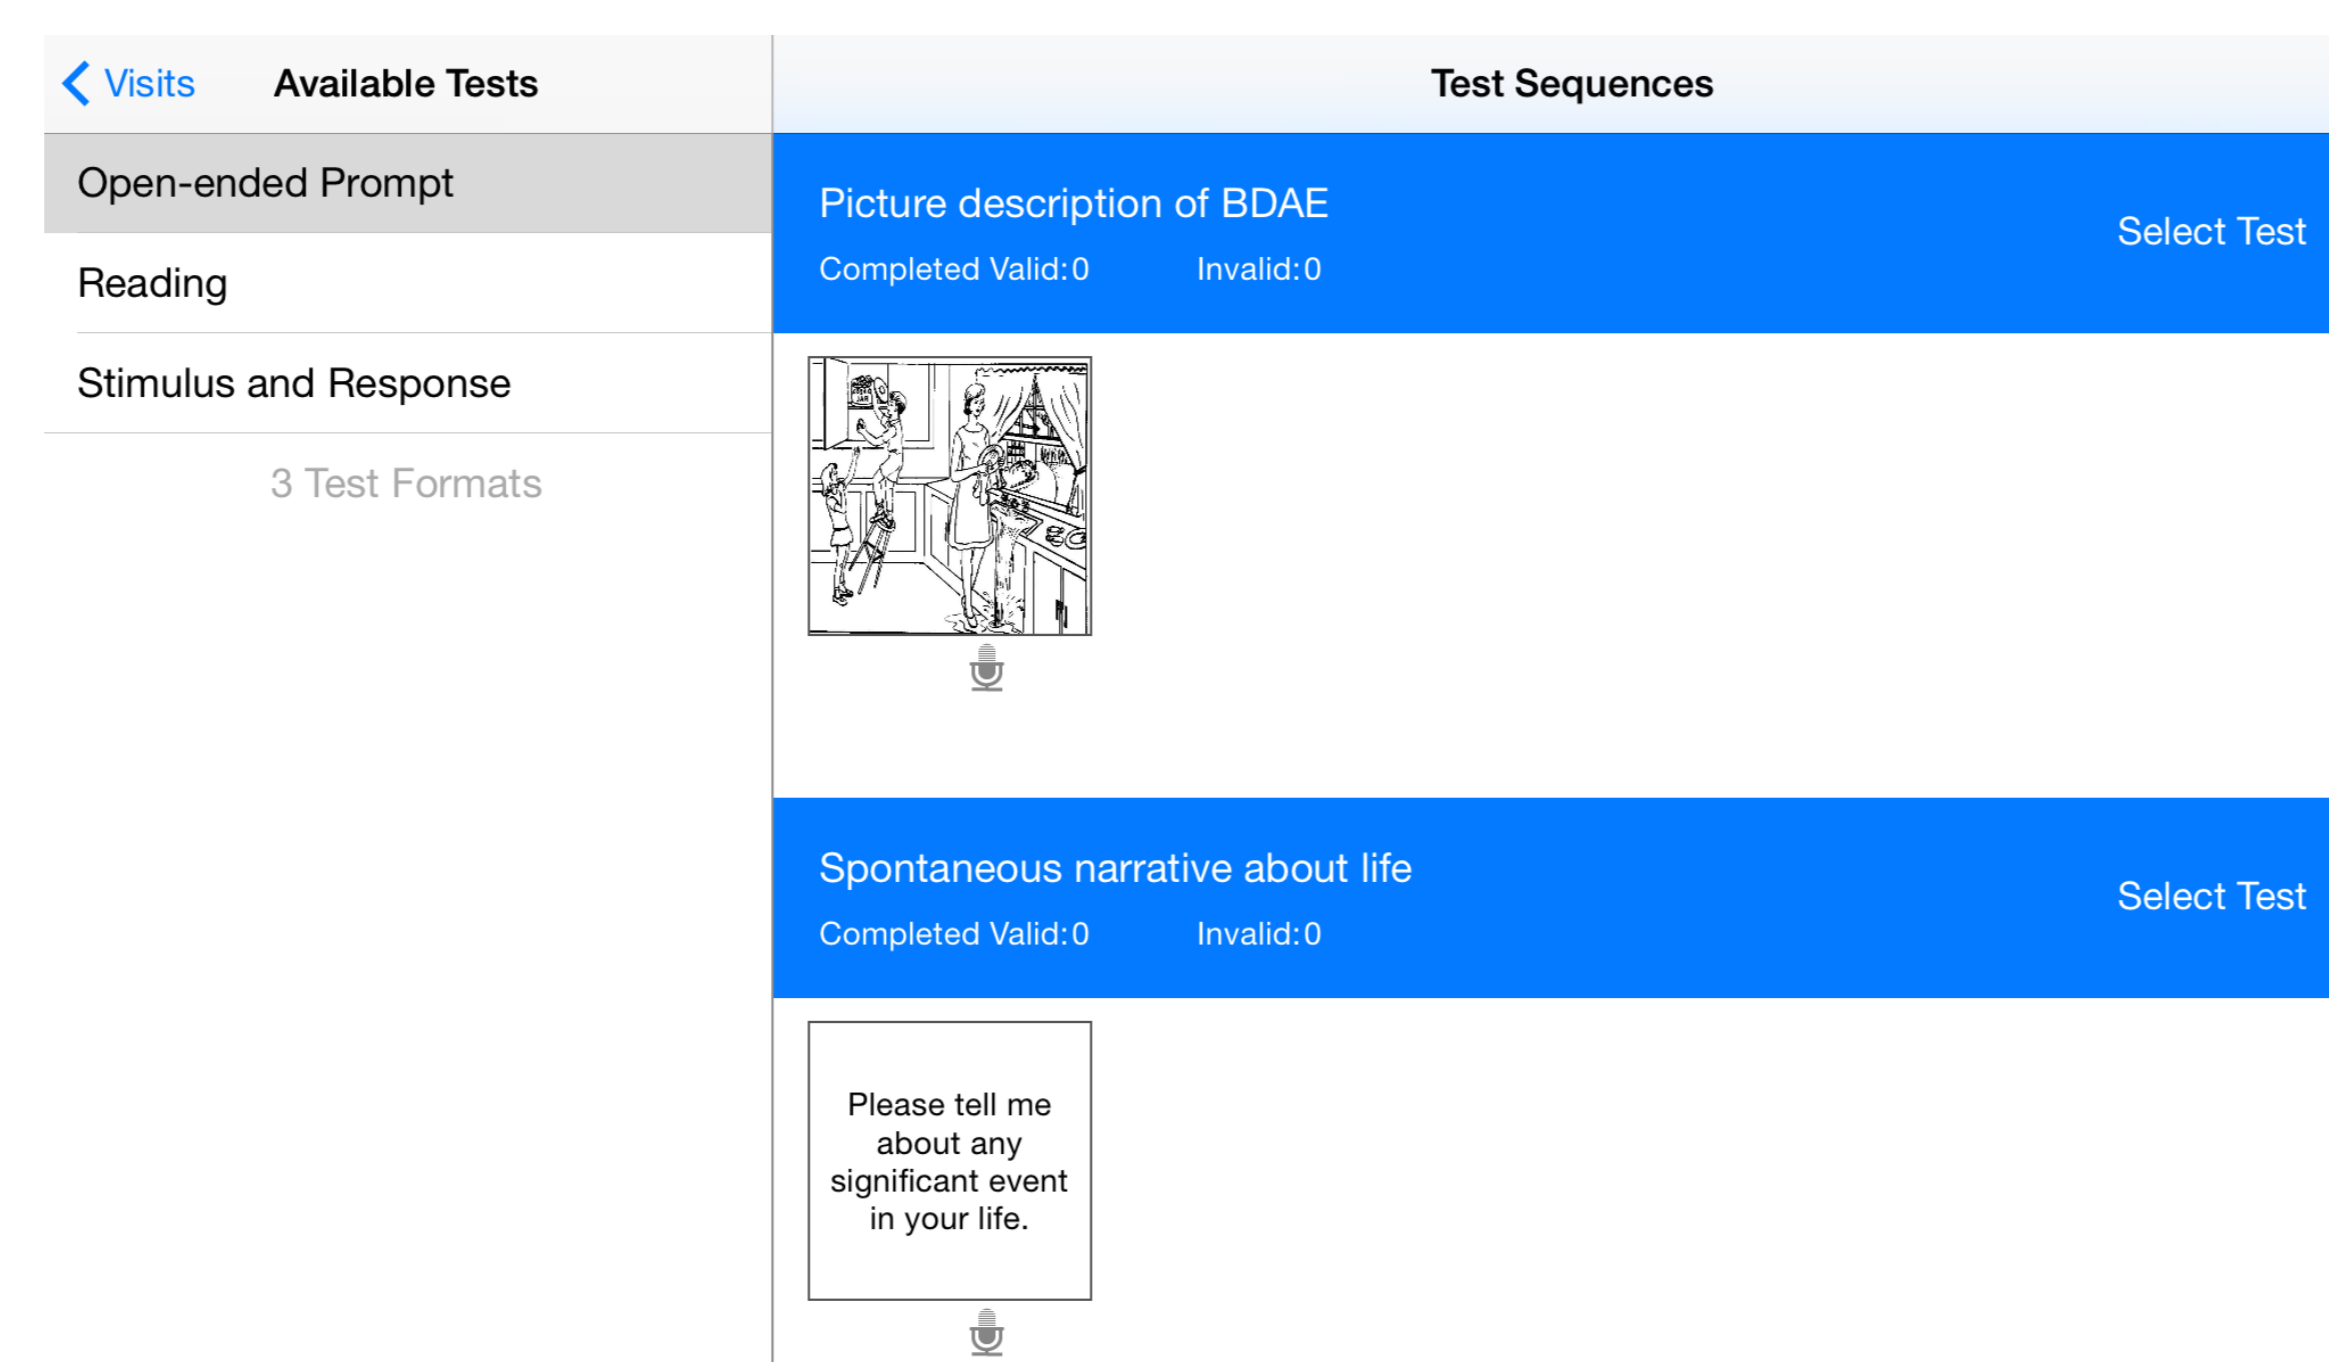 Visits
Available Tests
Open-ended Prompt
Reading
Stimulus and Response
3 Test Formats
Test Sequences
Picture description of BDAE
Completed Valid:0 Invalid:0
Select Test
JAR
Spontaneous narrative about life
Completed Valid:0 Invalid:0
Select Test
Please tell me
about any
significant event
in your life.